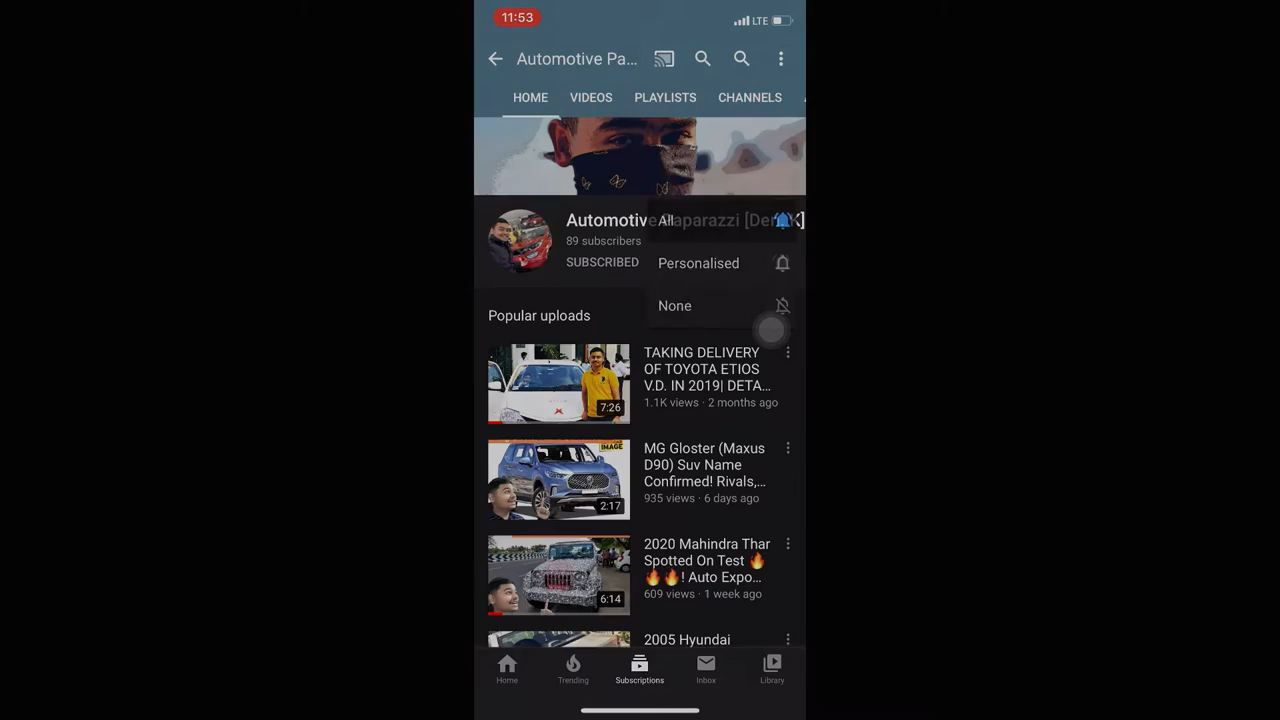 11:53
LTE
Automotive Pa...
HOME VIDEOS PLAYLISTS CHANNELS
Automotive Paparazzi [Der K]
All
89 subscribers
SUBSCRIBED
Personalised
None
Popular uploads
TAKING DELIVERY
OF TOYOTA ETIOS
V.D. IN 2019| DETA...
1.1K views · 2 months ago
7:26
IMAGE
MG Gloster (Maxus
D90) Suv Name
Confirmed! Rivals,...
935 views · 6 days ago
2:17
2020 Mahindra Thar
Spotted On Test 🔥
🔥🔥! Auto Expo...
609 views · 1 week ago
6:14
2005 Hyundai
Home Trending Subscriptions Inbox Library